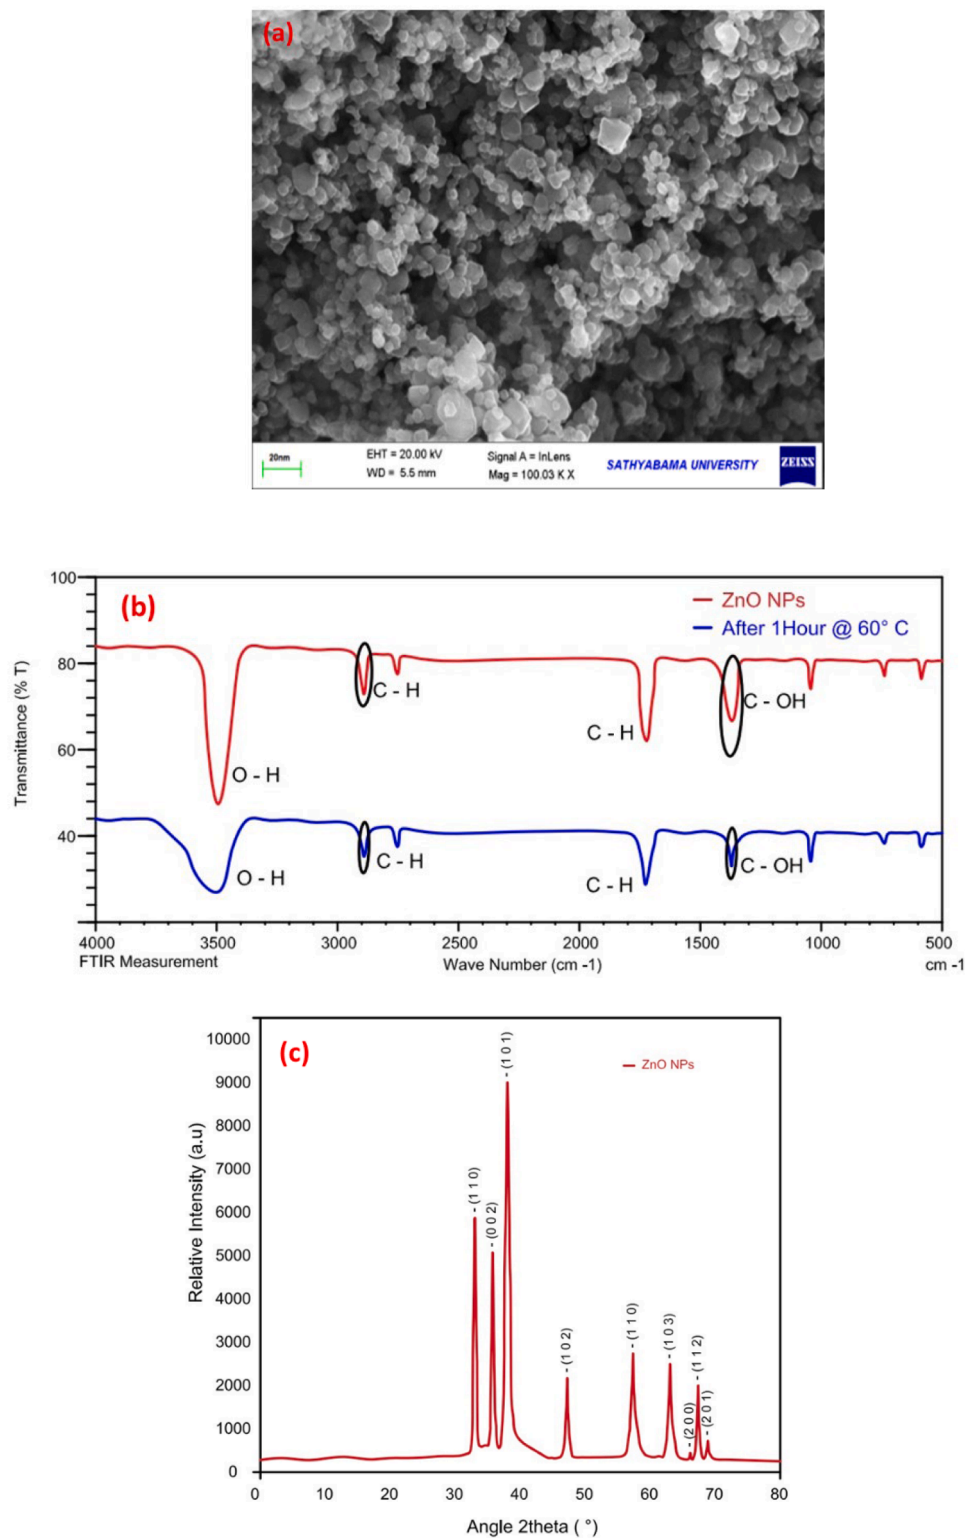 (a)
20nm
EHT = 20.00 kV
WD = 5.5 mm
Signal A = InLens
Mag = 100.03 K X
SATHYABAMA UNIVERSITY
ZEISS
(b)
ZnO NPs
After 1Hour @ 60° C
Transmittance (% T)
100
80
60
40
C - H
C - OH
C - H
O - H
C - H
C - OH
O - H
C - H
4000
3500
3000
2500
2000
1500
1000
500
FTIR Measurement
Wave Number (cm -1)
cm -1
(c)
ZnO NPs
Relative Intensity (a.u)
10000
9000
8000
7000
6000
5000
4000
3000
2000
1000
0
- (1 1 0)
- (0 0 2)
- (1 0 1)
- (1 0 2)
- (1 1 0)
- (1 0 3)
- (2 0 0)
- (1 1 2)
- (2 0 1)
0
10
20
30
40
50
60
70
80
Angle 2theta ( °)